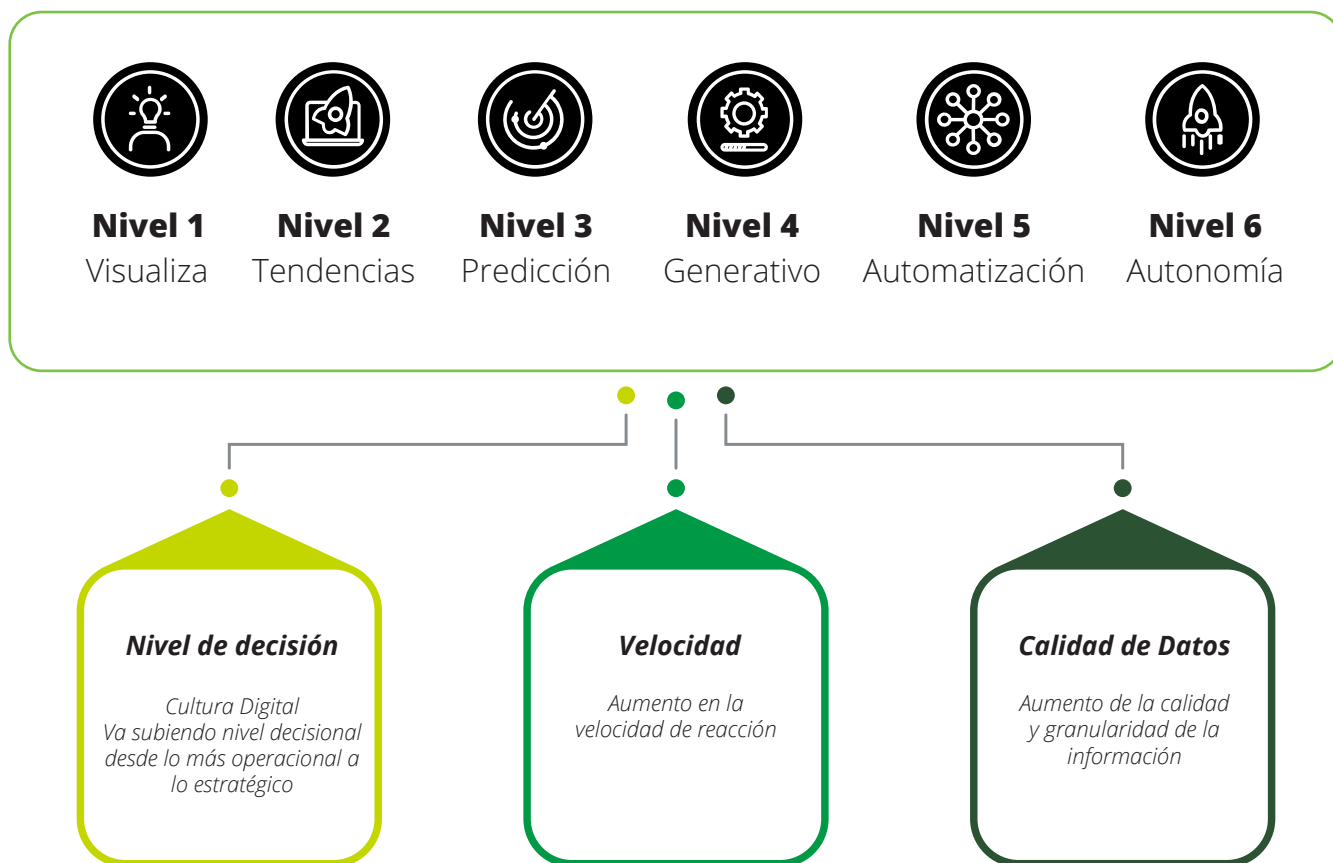 Nivel 1
Visualiza
Nivel 2
Tendencias
Nivel 3
Predicción
Nivel 4
Generativo
Nivel 5
Automatización
Nivel 6
Autonomía
Nivel de decisión
Cultura Digital
Va subiendo nivel decisional
desde lo más operacional a
lo estratégico
Velocidad
Aumento en la
velocidad de reacción
Calidad de Datos
Aumento de la calidad
y granularidad de la
información